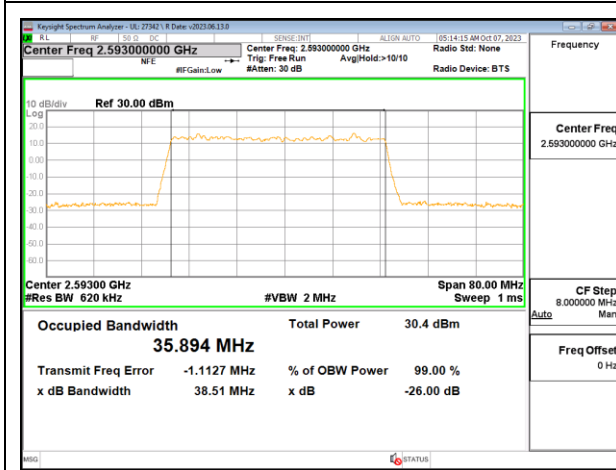 Keysight Spectrum Analyzer - UL: 27342 \ R Date: v2023.06.13.0
RL RF 50 Ω DC SENSE:INT ALIGN AUTO 05:14:15 AM Oct 07, 2023
Center Freq 2.593000000 GHz Center Freq: 2.593000000 GHz Radio Std: None Frequency
NFE Trig: Free Run Avg|Hold:>10/10
#IFGain:Low #Atten: 30 dB Radio Device: BTS
10 dB/div Ref 30.00 dBm
Log
20.0
10.0
0.00
-10.0
-20.0
-30.0
-40.0
-50.0
-60.0
Center Freq
2.593000000 GHz
Center 2.59300 GHz Span 80.00 MHz
#Res BW 620 kHz #VBW 2 MHz Sweep 1 ms
CF Step
8.000000 MHz
Auto Man
Occupied Bandwidth Total Power 30.4 dBm
35.894 MHz
Freq Offset
0 Hz
Transmit Freq Error -1.1127 MHz % of OBW Power 99.00 %
x dB Bandwidth 38.51 MHz x dB -26.00 dB
MSG STATUS